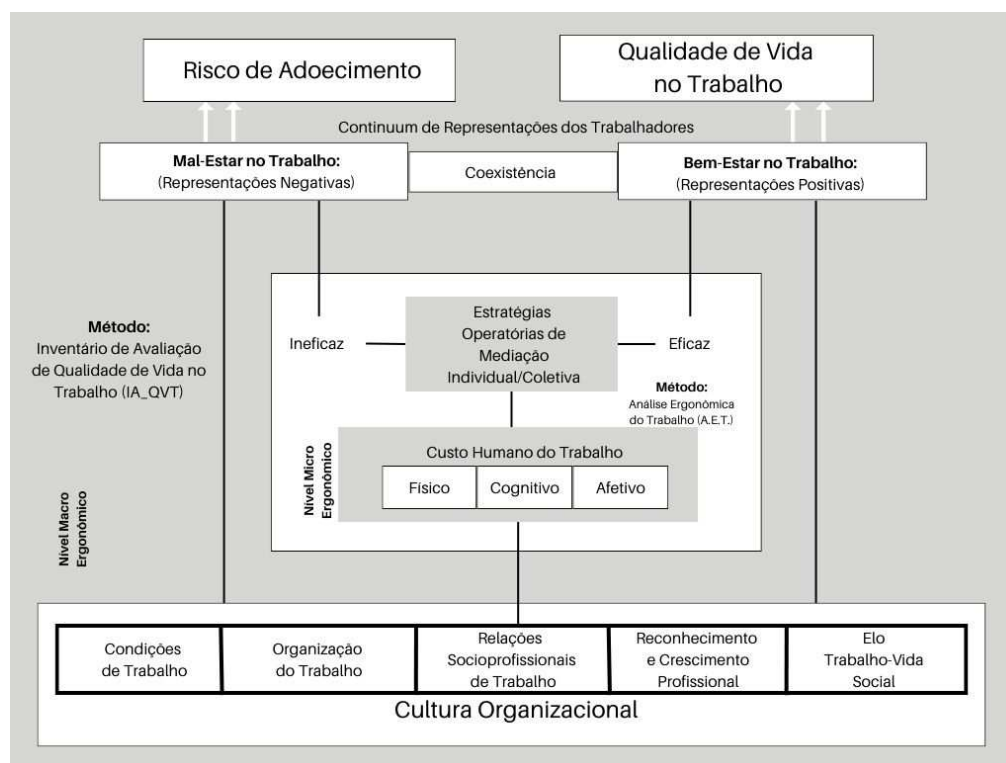 Risco de Adoecimento
Qualidade de Vida
no Trabalho
Continuum de Representações dos Trabalhadores
Mal-Estar no Trabalho:
(Representações Negativas)
Coexistência
Bem-Estar no Trabalho:
(Representações Positivas)
Método:
Inventário de Avaliação
de Qualidade de Vida no
Trabalho (IA_QVT)
Ineficaz
Estratégias
Operatórias de
Mediação
Individual/Coletiva
Eficaz
Método:
Análise Ergonômica
do Trabalho (A.E.T.)
Nível Micro
Ergonômico
Custo Humano do Trabalho
Físico
Cognitivo
Afetivo
Nível Macro
Ergonômico
Condições
de Trabalho
Organização
do Trabalho
Relações
Socioprofissionais
de Trabalho
Reconhecimento
e Crescimento
Profissional
Elo
Trabalho-Vida
Social
Cultura Organizacional